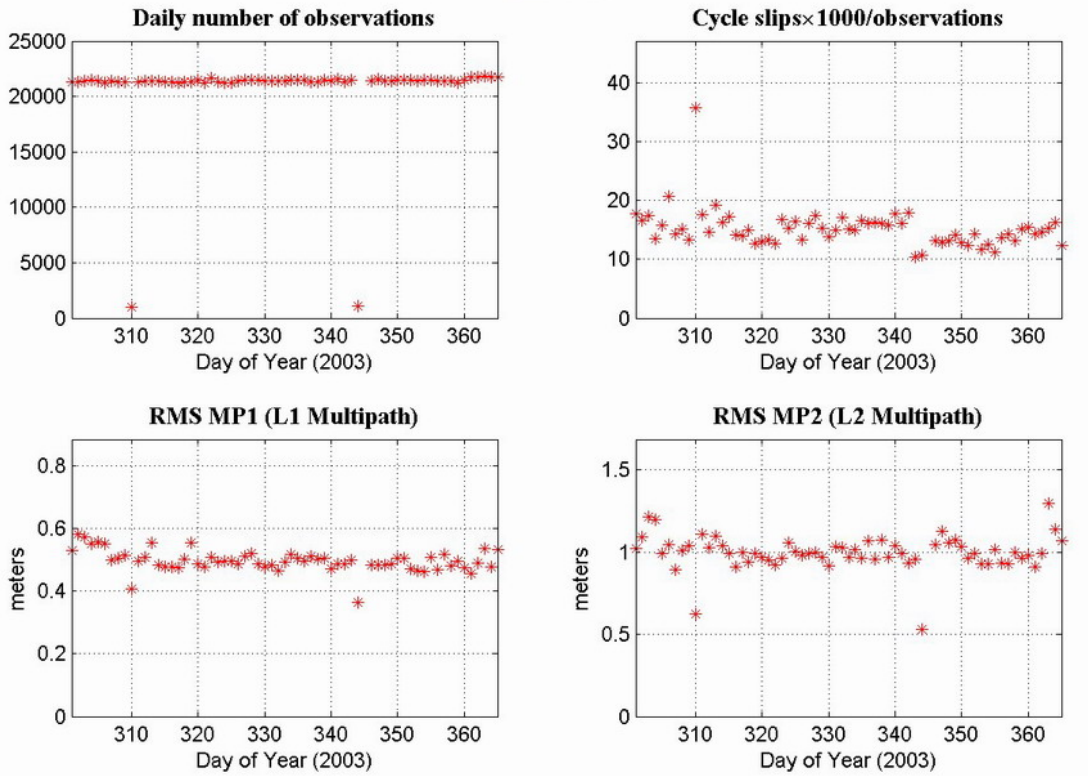 Daily number of observations
25000
20000
15000
10000
5000
0
310 320 330 340 350 360
Day of Year (2003)
Cycle slips×1000/observations
40
30
20
10
0
310 320 330 340 350 360
Day of Year (2003)
RMS MP1 (L1 Multipath)
meters
0.8
0.6
0.4
0.2
0
310 320 330 340 350 360
Day of Year (2003)
RMS MP2 (L2 Multipath)
meters
1.5
1
0.5
0
310 320 330 340 350 360
Day of Year (2003)